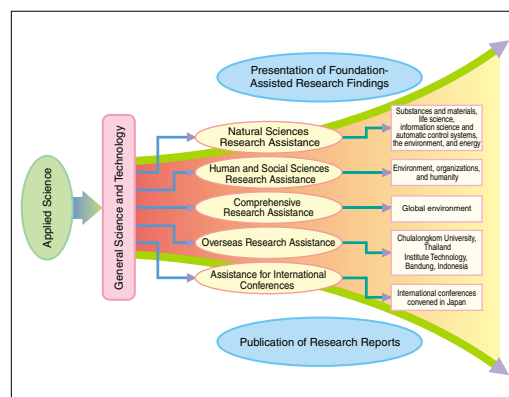 Presentation of Foundation-
Assisted Research Findings
Applied Science
General Science and Technology
Natural Sciences
Research Assistance
Substances and materials,
life science,
information science and
automatic control systems,
the environment, and energy
Human and Social Sciences
Research Assistance
Environment, organizations,
and humanity
Comprehensive
Research Assistance
Global environment
Overseas Research Assistance
Chulalongkom University,
Thailand
Institute Technology,
Bandung, Indonesia
Assistance for International
Conferences
International conferences
convened in Japan
Publication of Research Reports